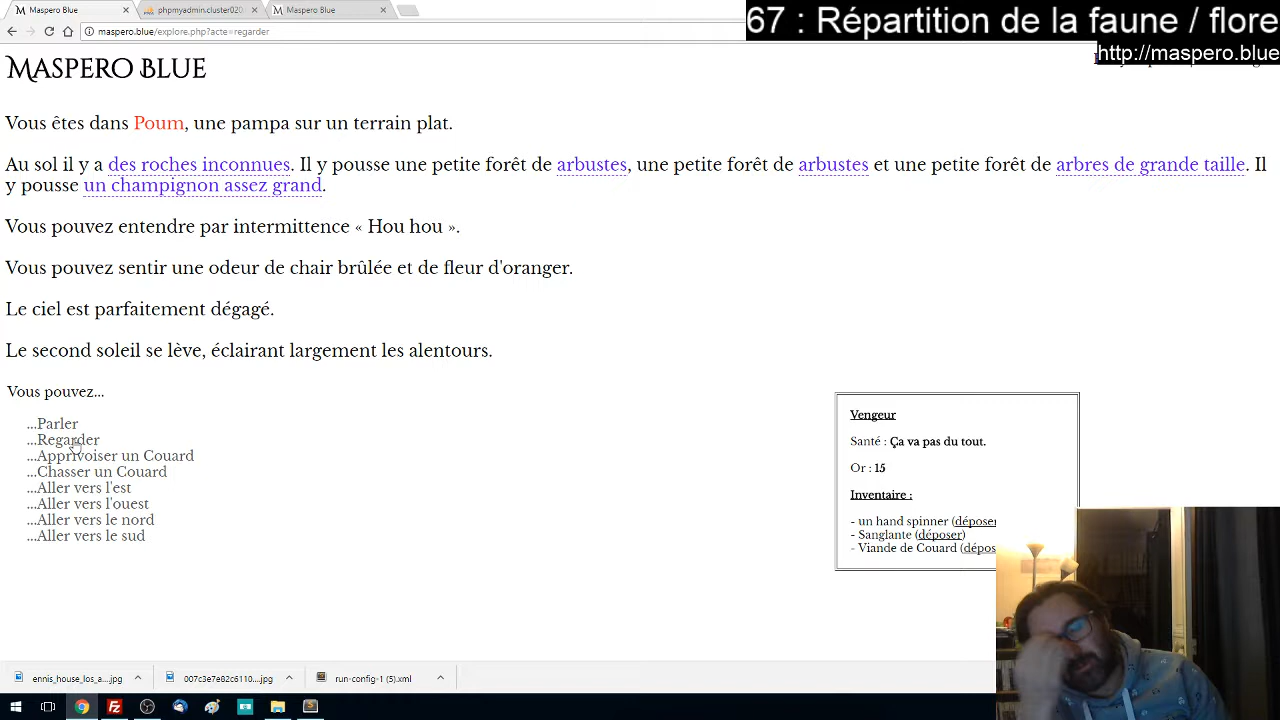 Maspero Blue
phpmyadmin.cluster020.
Maspero Blue
67 : Répartition de la faune / flore
maspero.blue/explore.php?acte=regarder
http://maspero.blue
Maspero Blue
Vous êtes dans Poum, une pampa sur un terrain plat.
Au sol il y a des roches inconnues. Il y pousse une petite forêt de arbustes, une petite forêt de arbustes et une petite forêt de arbres de grande taille. Il
y pousse un champignon assez grand.
Vous pouvez entendre par intermittence « Hou hou ».
Vous pouvez sentir une odeur de chair brûlée et de fleur d'oranger.
Le ciel est parfaitement dégagé.
Le second soleil se lève, éclairant largement les alentours.
Vous pouvez...
...Parler
...Regarder
...Apprivoiser un Couard
...Chasser un Couard
...Aller vers l'est
...Aller vers l'ouest
...Aller vers le nord
...Aller vers le sud
Vengeur
Santé : Ça va pas du tout.
Or : 15
Inventaire :
- un hand spinner (déposer
- Sanglante (déposer)
- Viande de Couard (dépos
ennis_house_los_a....jpg
007c3e7e82c6110....jpg
run-config-1 (5).xml